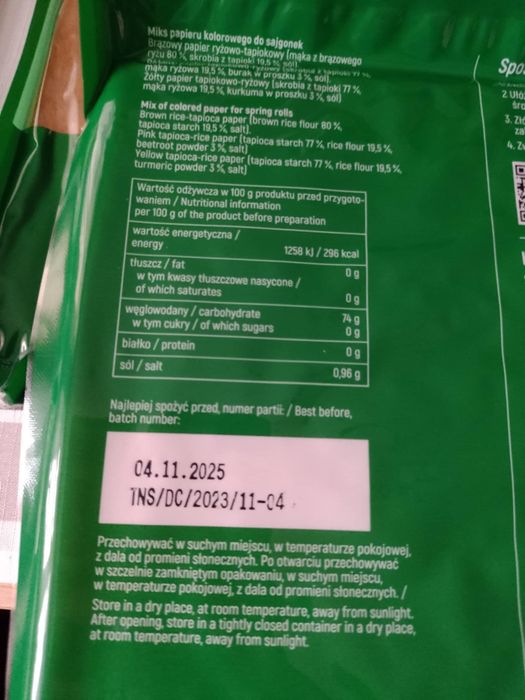 Miks papieru kolorowego do sajgonek
Brązowy papier ryżowo-tapiokowy (mąka z brązowego
ryżu 80 %, skrobia z tapioki 19,5 %, sól)
mąka ryżowa 19,5 %, burak w proszku 3 %, sól)
Żółty papier tapiokowo-ryżowy (skrobia z tapioki 77 %,
mąka ryżowa 19,5 %, kurkuma w proszku 3 %, sól)
Mix of colored paper for spring rolls
Brown rice-tapioca paper (brown rice flour 80 %,
tapioca starch 19,5 %, salt)
Pink tapioca-rice paper (tapioca starch 77 %, rice flour 19,5 %,
beetroot powder 3 %, salt)
Yellow tapioca-rice paper (tapioca starch 77 %, rice flour 19,5 %,
turmeric powder 3 %, salt)
Wartość odżywcza w 100 g produktu przed przygoto-
waniem / Nutritional information
per 100 g of the product before preparation
wartość energetyczna /
energy 1258 kJ / 296 kcal
tłuszcz / fat 0 g
w tym kwasy tłuszczowe nasycone /
of which saturates 0 g
węglowodany / carbohydrate 74 g
w tym cukry / of which sugars 0 g
białko / protein 0 g
sól / salt 0,96 g
Najlepiej spożyć przed, numer partii: / Best before,
batch number:
04.11.2025
TNS/DC/2023/11-04
Przechowywać w suchym miejscu, w temperaturze pokojowej,
z dala od promieni słonecznych. Po otwarciu przechowywać
w szczelnie zamkniętym opakowaniu, w suchym miejscu,
w temperaturze pokojowej, z dala od promieni słonecznych. /
Store in a dry place, at room temperature, away from sunlight.
After opening, store in a tightly closed container in a dry place,
at room temperature, away from sunlight.
2.
3.
4.